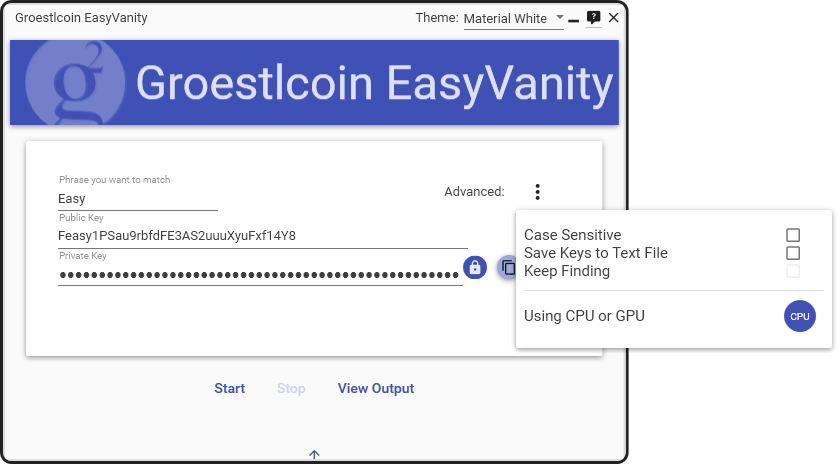 Groestlcoin EasyVanity
Theme: Material White
g2 Groestlcoin EasyVanity
Phrase you want to match
Easy
Advanced:
Public Key
Feasy1PSau9rbfdFE3AS2uuuXyuFxf14Y8
Private Key
●●●●●●●●●●●●●●●●●●●●●●●●●●●●●●●●●●●●●●●●●●●●●●●●●●●●
Case Sensitive
Save Keys to Text File
Keep Finding
Using CPU or GPU CPU
Start Stop View Output